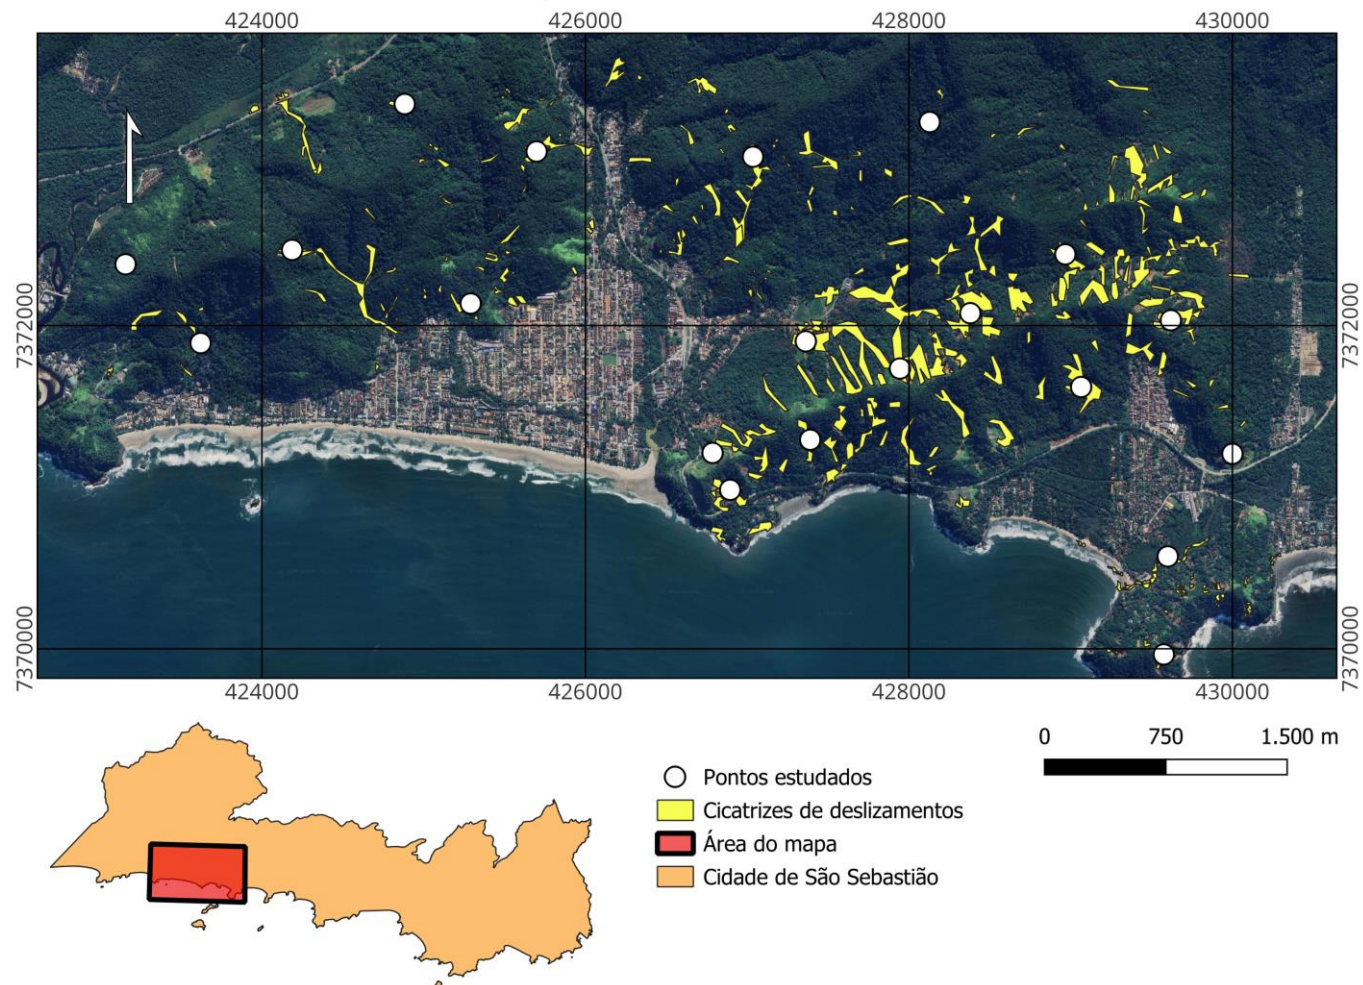 424000 426000 428000 430000
7372000 7372000
7370000 7370000
424000 426000 428000 430000
0 750 1.500 m
Pontos estudados
Cicatrizes de deslizamentos
Área do mapa
Cidade de São Sebastião